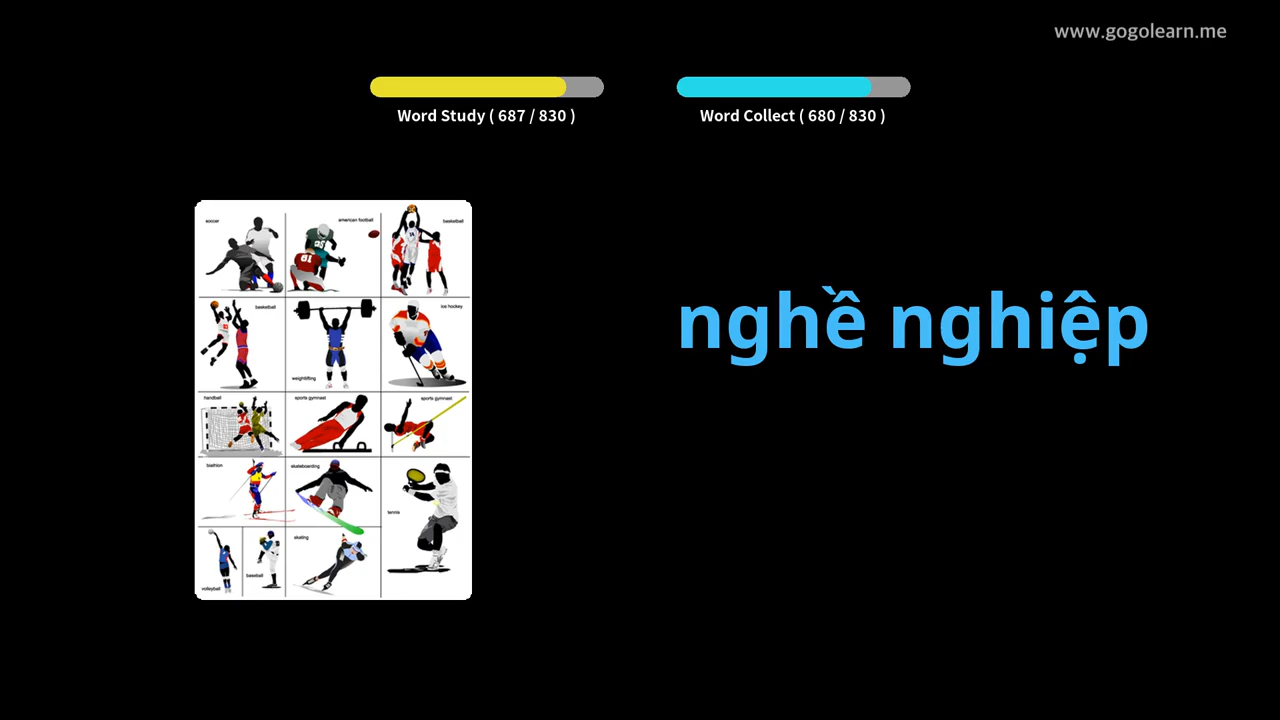 www.gogolearn.me
Word Study ( 687 / 830 )
Word Collect ( 680 / 830 )
soccer
american football
basketball
basketball
weightlifting
ice hockey
handball
sports gymnast
sports gymnast
biathlon
skateboarding
tennis
volleyball
baseball
skating
nghề nghiệp